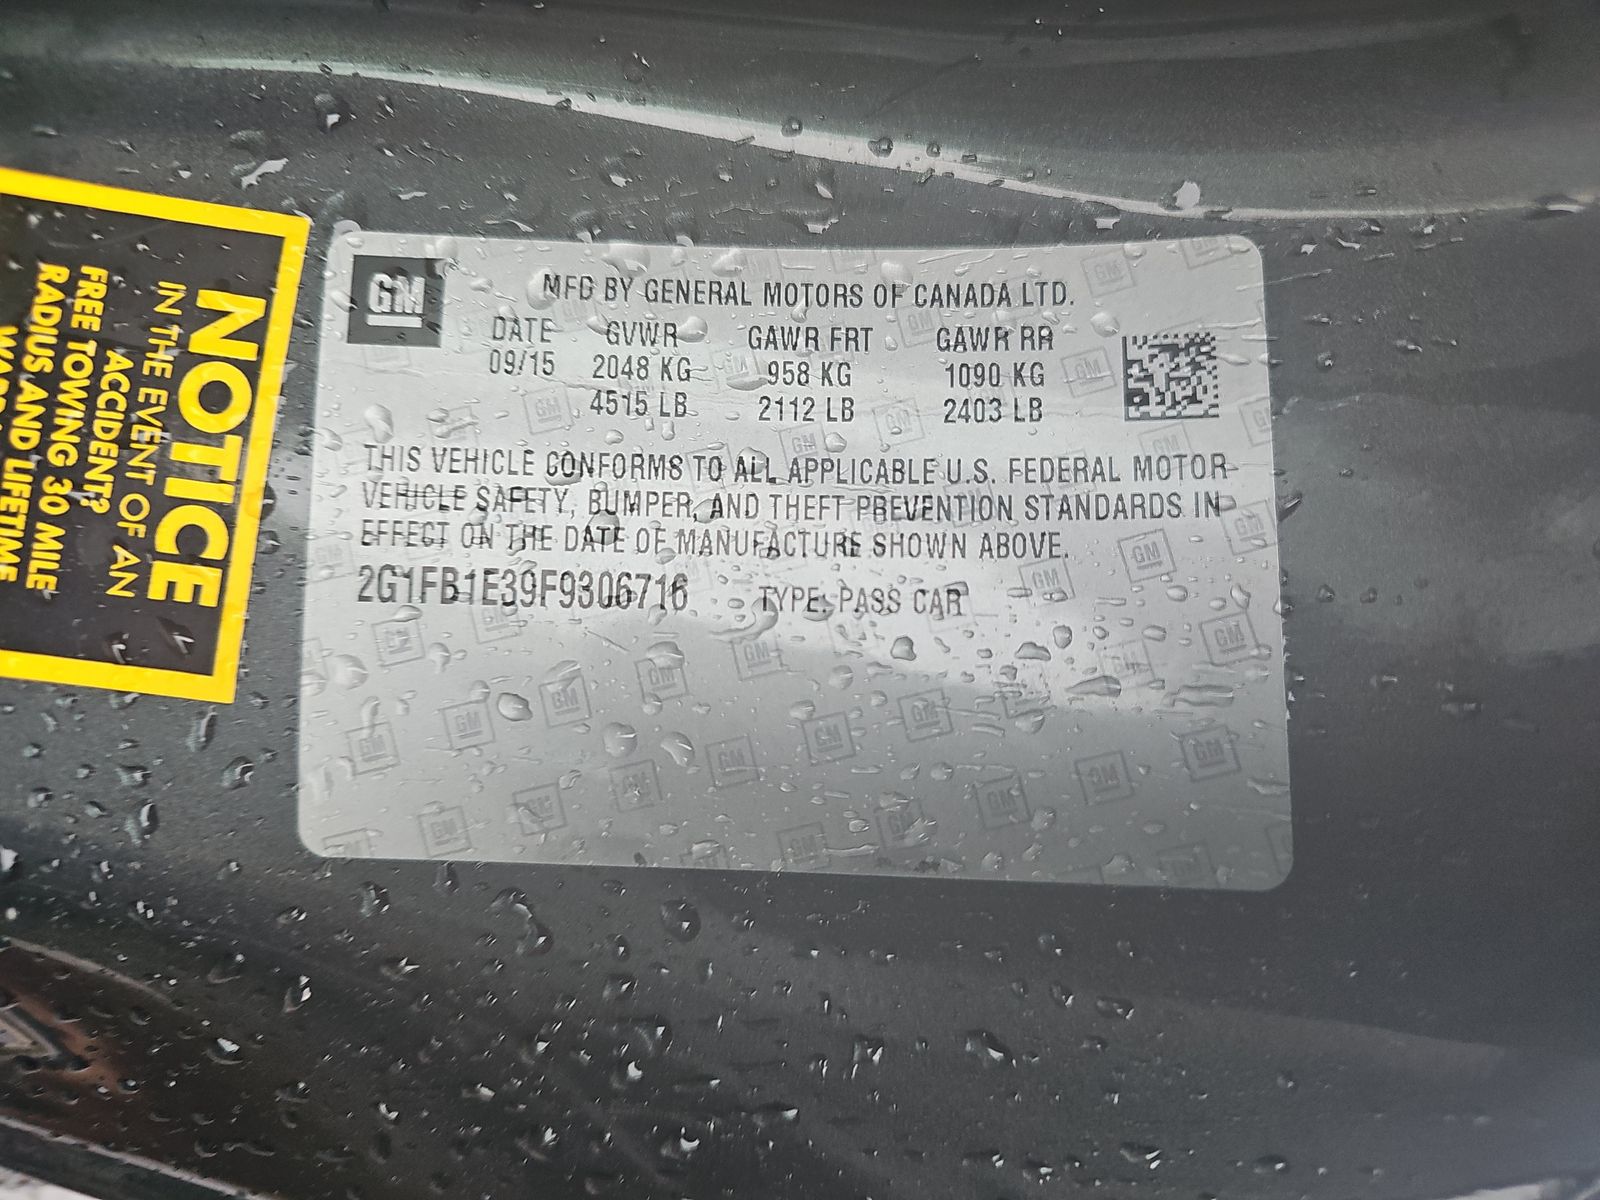 NOTICE
IN THE EVENT OF AN
ACCIDENT?
FREE TOWING 30 MILE
RADIUS AND LIFETIME
GM
MFG BY GENERAL MOTORS OF CANADA LTD.
DATE GVWR GAWR FRT GAWR RR
09/15 2048 KG 958 KG 1090 KG
4515 LB 2112 LB 2403 LB
THIS VEHICLE CONFORMS TO ALL APPLICABLE U.S. FEDERAL MOTOR
VEHICLE SAFETY, BUMPER, AND THEFT PREVENTION STANDARDS IN
EFFECT ON THE DATE OF MANUFACTURE SHOWN ABOVE.
2G1FB1E39F9306716 TYPE: PASS CAR